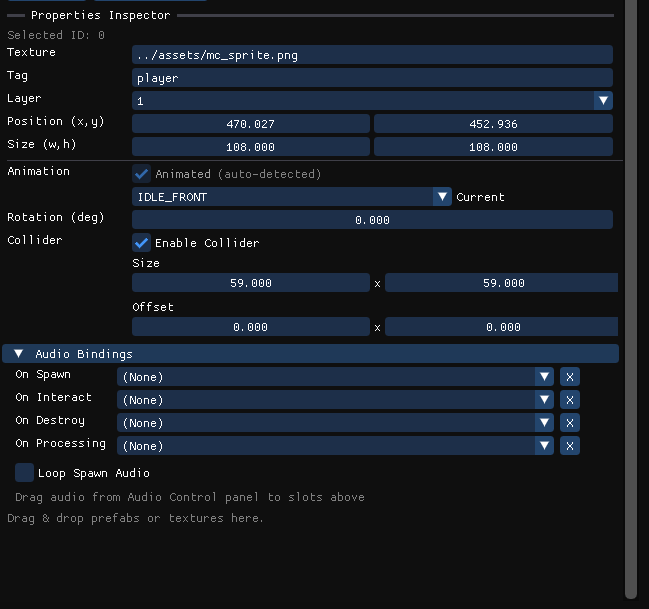 Properties Inspector
Selected ID: 0
Texture ../assets/mc_sprite.png
Tag player
Layer 1
Position (x,y) 470.027 452.936
Size (w,h) 108.000 108.000
Animation Animated (auto-detected)
IDLE_FRONT Current
Rotation (deg) 0.000
Collider Enable Collider
Size
59.000 x 59.000
Offset
0.000 x 0.000
Audio Bindings
On Spawn (None) X
On Interact (None) X
On Destroy (None) X
On Processing (None) X
Loop Spawn Audio
Drag audio from Audio Control panel to slots above
Drag & drop prefabs or textures here.